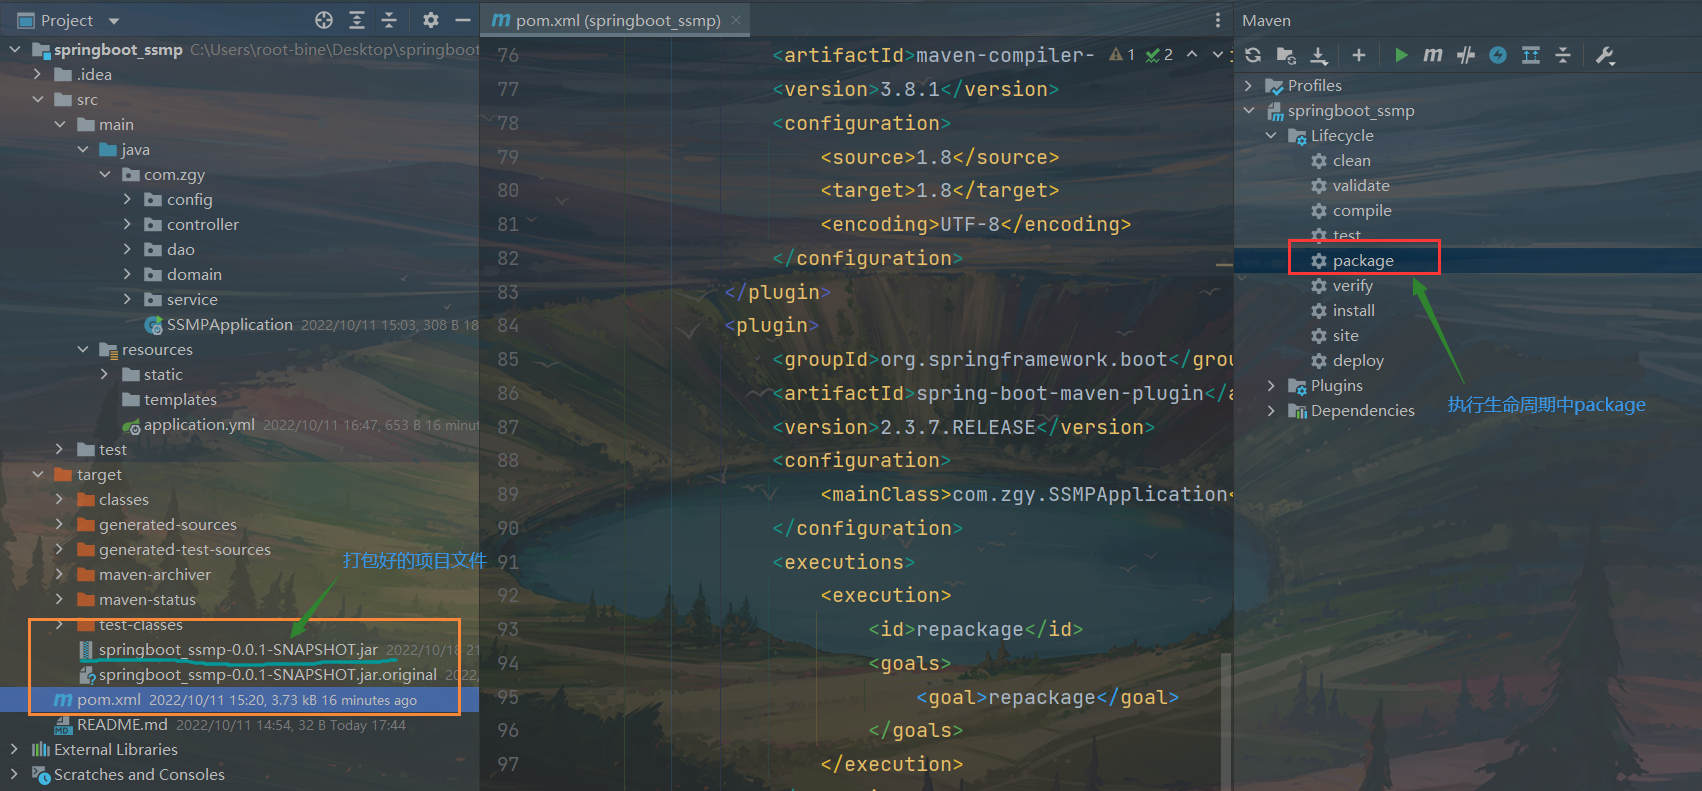 Project
springboot_ssmp C:\Users\root-bine\Desktop\springboot
.idea
src
main
java
com.zgy
config
controller
dao
domain
service
SSMPApplication 2022/10/11 15:03, 308 B 18
resources
static
templates
application.yml 2022/10/11 16:47, 653 B 16 minut
test
target
classes
generated-sources
generated-test-sources
maven-archiver
maven-status
test-classes
springboot_ssmp-0.0.1-SNAPSHOT.jar 2022/10/18 21
springboot_ssmp-0.0.1-SNAPSHOT.jar.original 2022/
pom.xml 2022/10/11 15:20, 3.73 kB 16 minutes ago
README.md 2022/10/11 14:54, 32 B Today 17:44
External Libraries
Scratches and Consoles
打包好的项目文件
pom.xml (springboot_ssmp)
1 2
76 <artifactId>maven-compiler-
77 <version>3.8.1</version>
78 <configuration>
79 <source>1.8</source>
80 <target>1.8</target>
81 <encoding>UTF-8</encoding>
82 </configuration>
83 </plugin>
84 <plugin>
85 <groupId>org.springframework.boot</grou
86 <artifactId>spring-boot-maven-plugin</a
87 <version>2.3.7.RELEASE</version>
88 <configuration>
89 <mainClass>com.zgy.SSMPApplication<
90 </configuration>
91 <executions>
92 <execution>
93 <id>repackage</id>
94 <goals>
95 <goal>repackage</goal>
96 </goals>
97 </execution>
Maven
Profiles
springboot_ssmp
Lifecycle
clean
validate
compile
test
package
verify
install
site
deploy
Plugins
Dependencies
执行生命周期中package